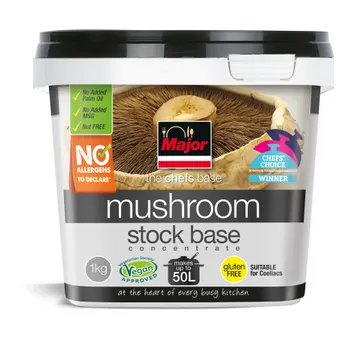 No Added
Palm Oil
No Added
MSG
Nut FREE
NO
ALLERGENS
TO DECLARE*
Major
the chefs base
CHEFS'
CHOICE
WINNER
mushroom
stock base
concentrate
1kg
Vegan
APPROVED
makes
up to
50L
gluten
FREE
SUITABLE
for Coeliacs
at the heart of every busy kitchen